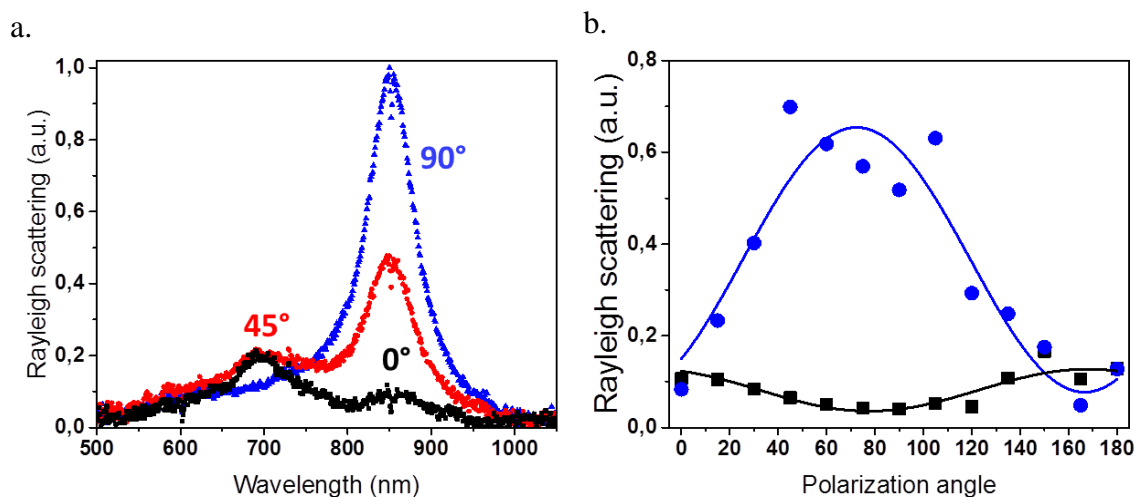 a.
Rayleigh scattering (a.u.)
1,0
0,8
0,6
0,4
0,2
0,0
90°
45°
0°
500 600 700 800 900 1000
Wavelength (nm)
b.
Rayleigh scattering (a.u.)
0,8
0,6
0,4
0,2
0,0
0 20 40 60 80 100 120 140 160 180
Polarization angle